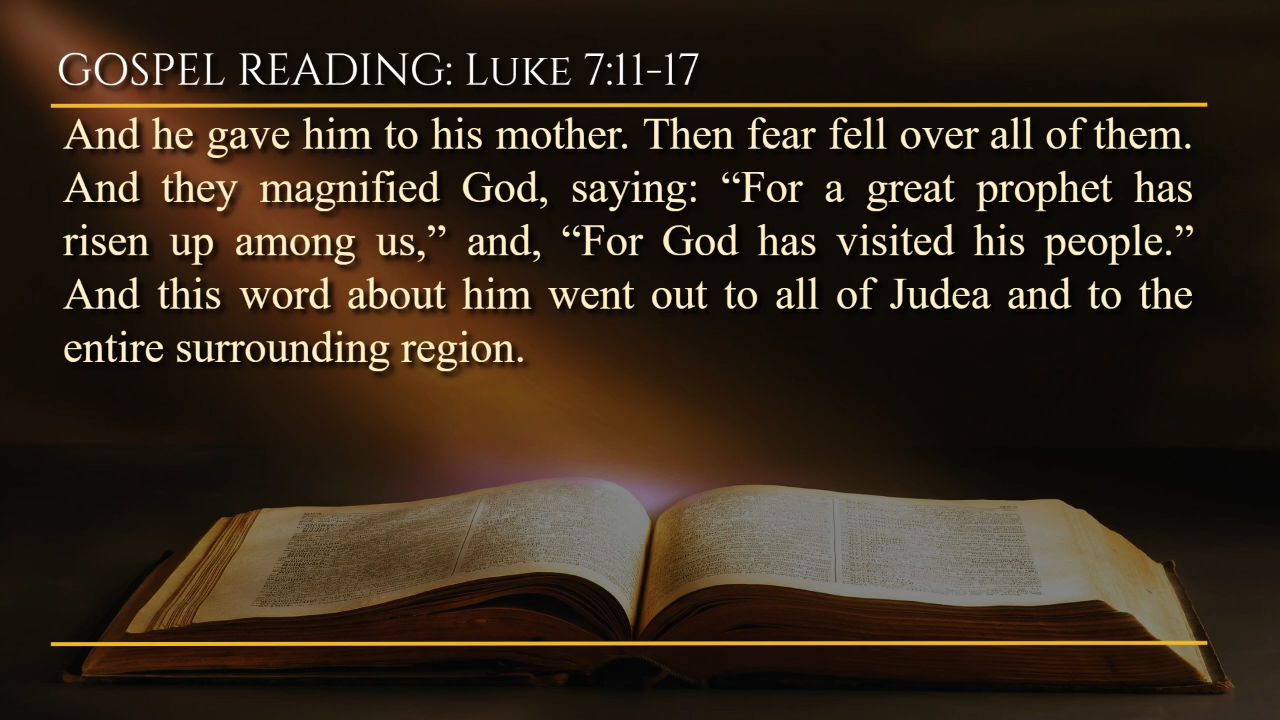 GOSPEL READING: Luke 7:11-17
And he gave him to his mother. Then fear fell over all of them.
And they magnified God, saying: “For a great prophet has
risen up among us,” and, “For God has visited his people.”
And this word about him went out to all of Judea and to the
entire surrounding region.